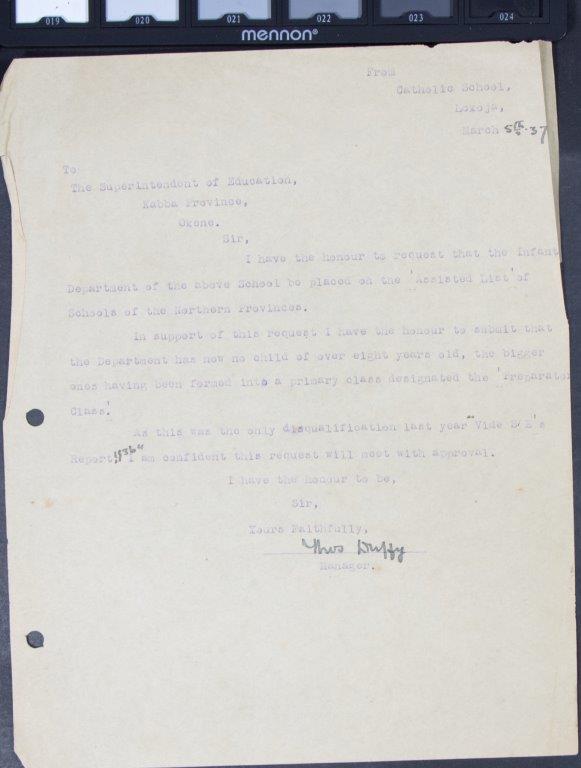 019 020 021 022 023 024
mennon®
From
Catholic School,
Lokoja,
March 5th. 37
To
The Superintendent of Education,
Kabba Province,
Okene.
Sir,
I have the honour to request that the Infant
Department of the above School be placed on the 'Assisted List' of
Schools of the Northern Provinces.
In support of this request I have the honour to submit that
the Department has now no child of over eight years old, the bigger
ones having been formed into a primary class designated the 'Preparator
Class'.
As this was the only disqualification last year "Vide S E's
Report, 1936" I am confident this request will meet with approval.
I have the honour to be,
Sir,
Yours Faithfully,
Thos Duffy
Manager.